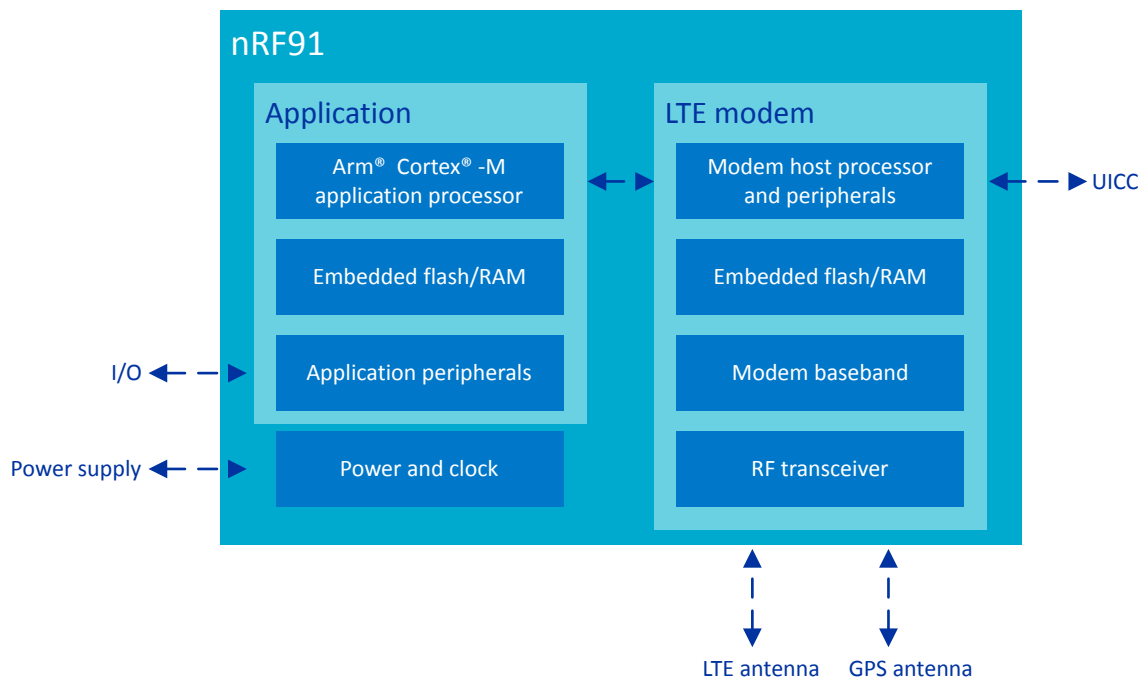 nRF91
Application
Arm® Cortex® -M
application processor
Embedded flash/RAM
Application peripherals
Power and clock
LTE modem
Modem host processor
and peripherals
Embedded flash/RAM
Modem baseband
RF transceiver
I/O
Power supply
UICC
LTE antenna
GPS antenna